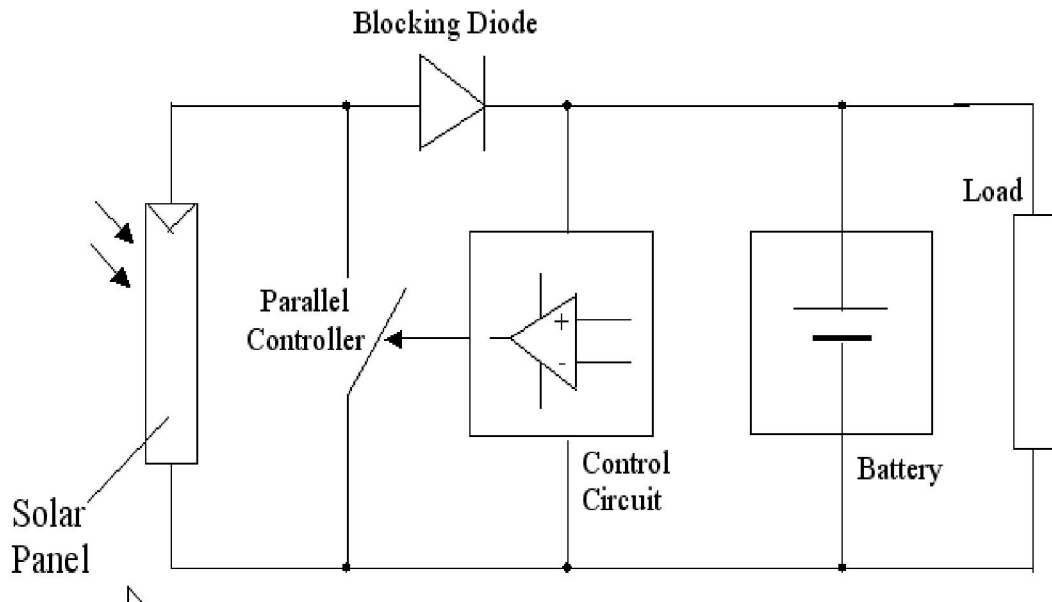 Blocking Diode
Load
Parallel
Controller
+
-
Control
Circuit
Battery
Solar
Panel